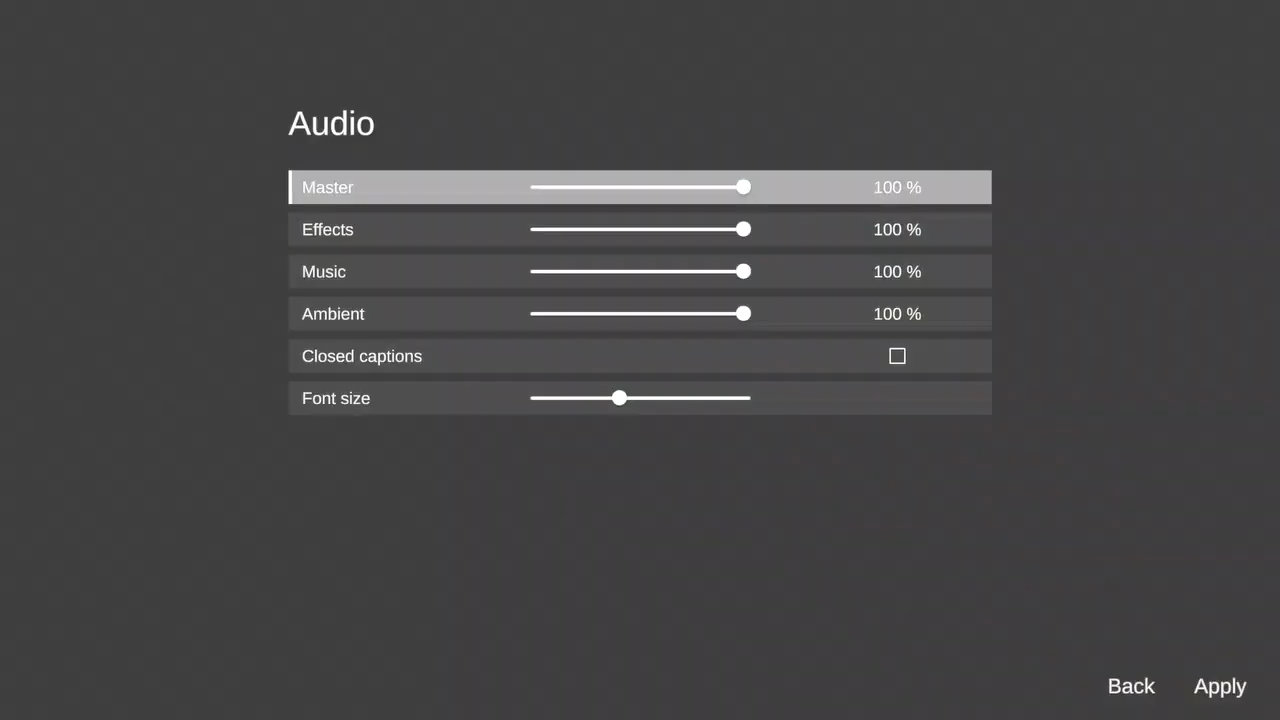 Audio
Master 100 %
Effects 100 %
Music 100 %
Ambient 100 %
Closed captions
Font size
Back Apply